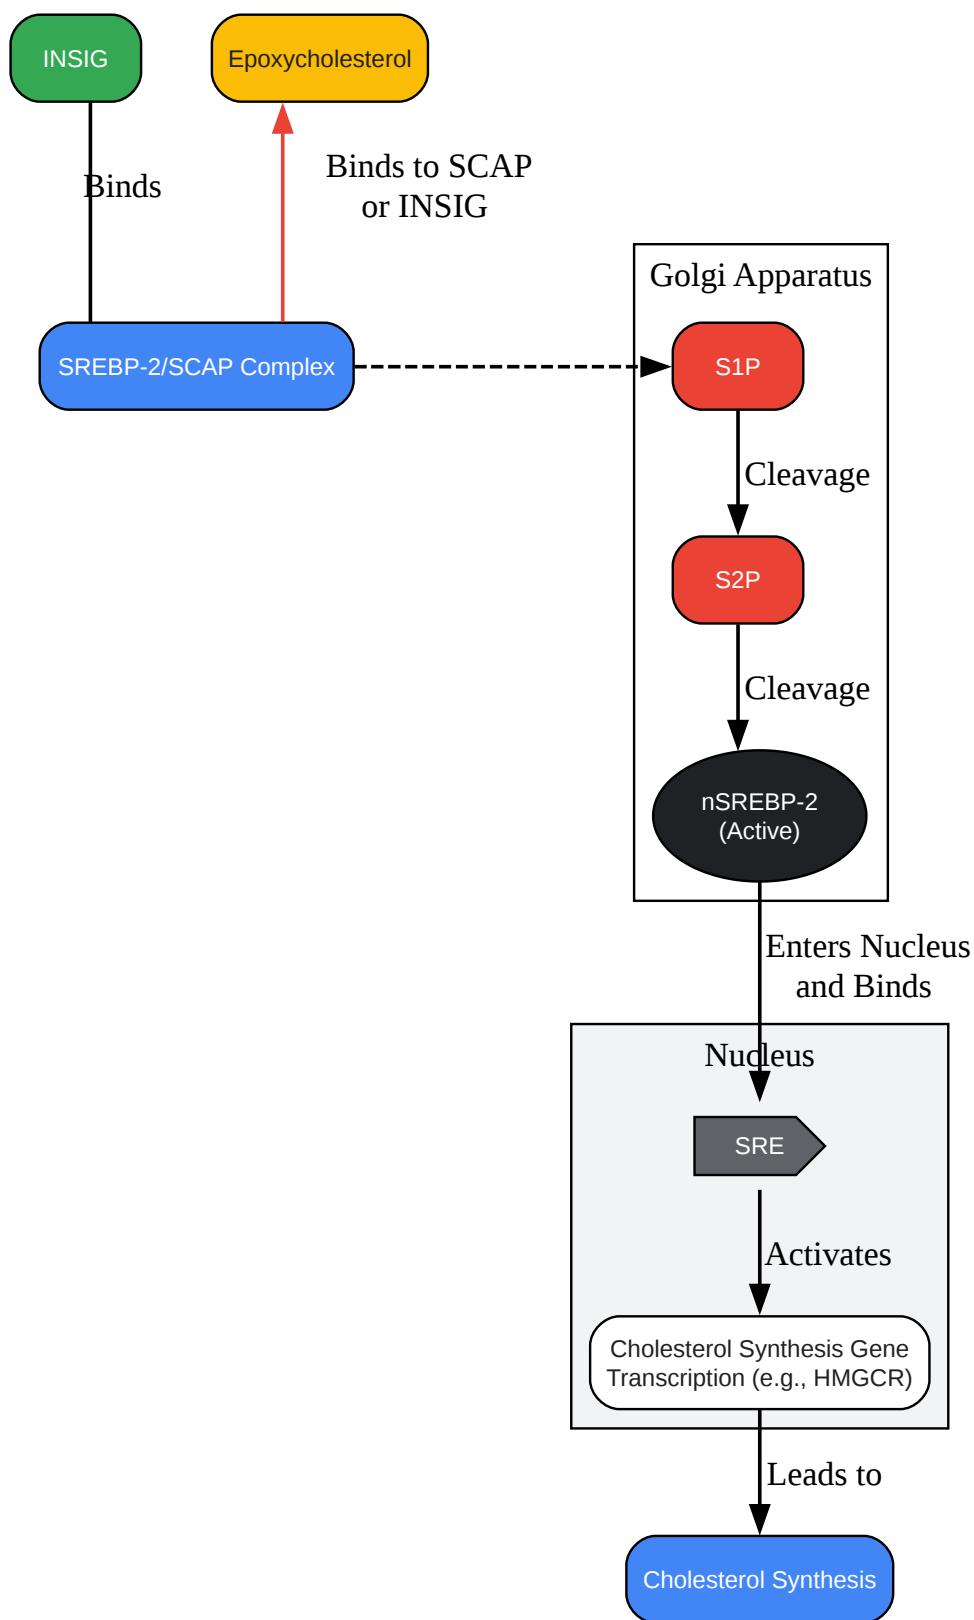 INSIG
Epoxycholesterol
Binds
Binds to SCAP
or INSIG
Golgi Apparatus
SREBP-2/SCAP Complex
S1P
Cleavage
S2P
Cleavage
nSREBP-2
(Active)
Enters Nucleus
and Binds
Nucleus
SRE
Activates
Cholesterol Synthesis Gene
Transcription (e.g., HMGCR)
Leads to
Cholesterol Synthesis